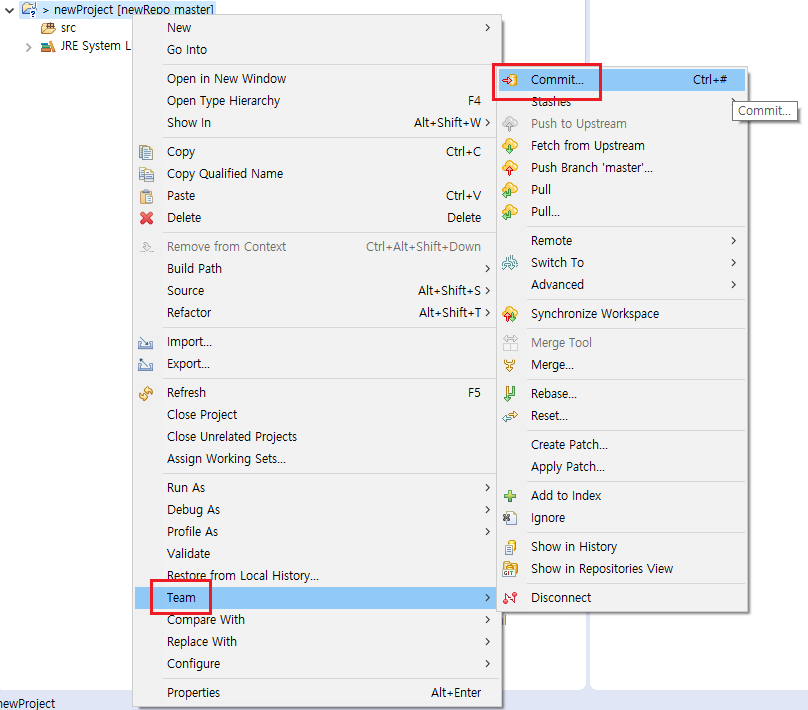 > newProject [newRepo master]
src
JRE System L
New
Go Into
Open in New Window
Open Type Hierarchy F4
Show In Alt+Shift+W
Copy Ctrl+C
Copy Qualified Name
Paste Ctrl+V
Delete Delete
Remove from Context Ctrl+Alt+Shift+Down
Build Path
Source Alt+Shift+S
Refactor Alt+Shift+T
Import...
Export...
Refresh F5
Close Project
Close Unrelated Projects
Assign Working Sets...
Run As
Debug As
Profile As
Validate
Restore from Local History...
Team
Compare With
Replace With
Configure
Properties Alt+Enter
Commit... Ctrl+#
Stashes
Commit...
Push to Upstream
Fetch from Upstream
Push Branch 'master'...
Pull
Pull...
Remote
Switch To
Advanced
Synchronize Workspace
Merge Tool
Merge...
Rebase...
Reset...
Create Patch...
Apply Patch...
Add to Index
Ignore
Show in History
GIT Show in Repositories View
Disconnect
newProject